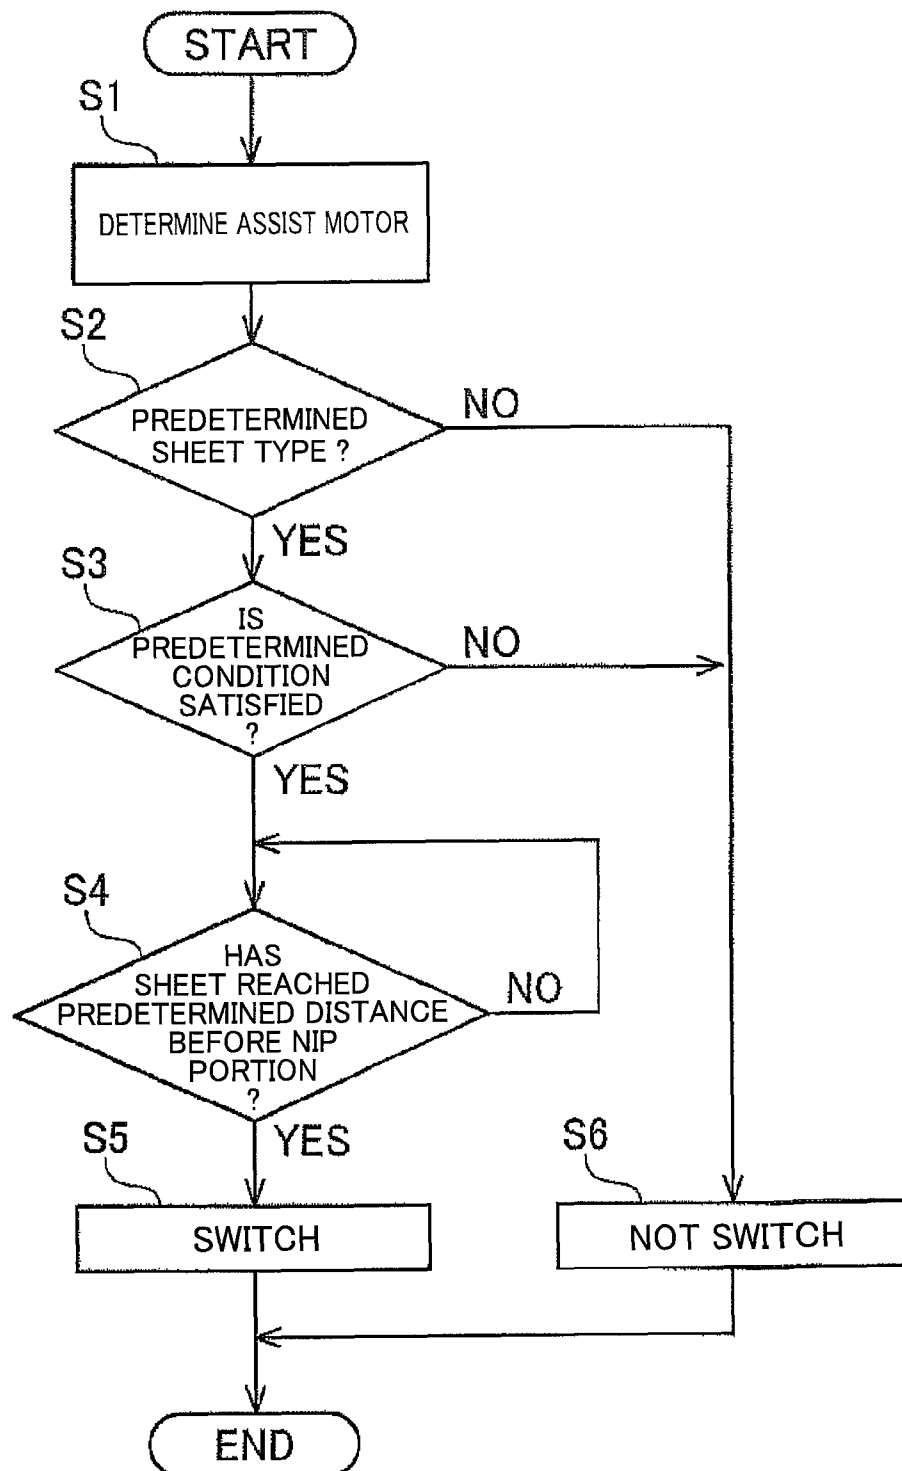 START
S1
DETERMINE ASSIST MOTOR
S2
PREDETERMINED
SHEET TYPE ?
NO
YES
S3
IS
PREDETERMINED
CONDITION
SATISFIED
?
NO
YES
S4
HAS
SHEET REACHED
PREDETERMINED DISTANCE
BEFORE NIP
PORTION
?
NO
YES
S5
SWITCH
S6
NOT SWITCH
END